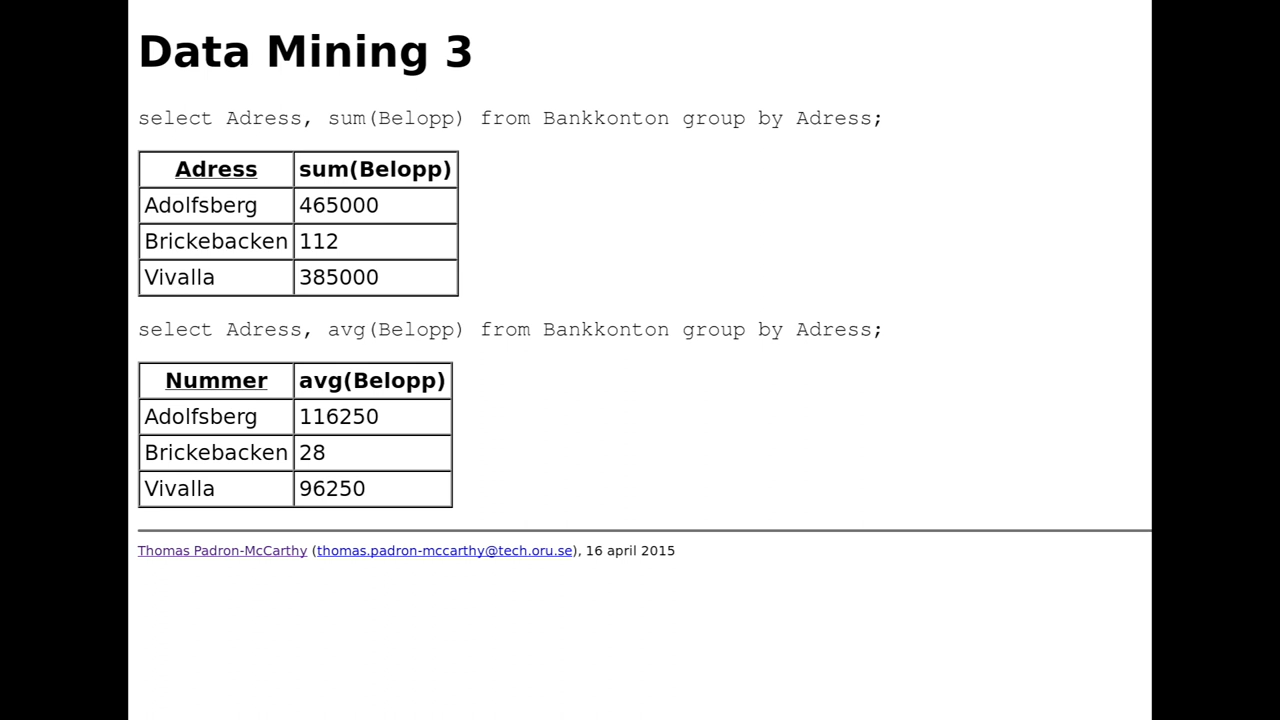 Data Mining 3
select Adress, sum(Belopp) from Bankkonton group by Adress;
Adress sum(Belopp)
Adolfsberg 465000
Brickebacken 112
Vivalla 385000
select Adress, avg(Belopp) from Bankkonton group by Adress;
Nummer avg(Belopp)
Adolfsberg 116250
Brickebacken 28
Vivalla 96250
Thomas Padron-McCarthy (thomas.padron-mccarthy@tech.oru.se), 16 april 2015